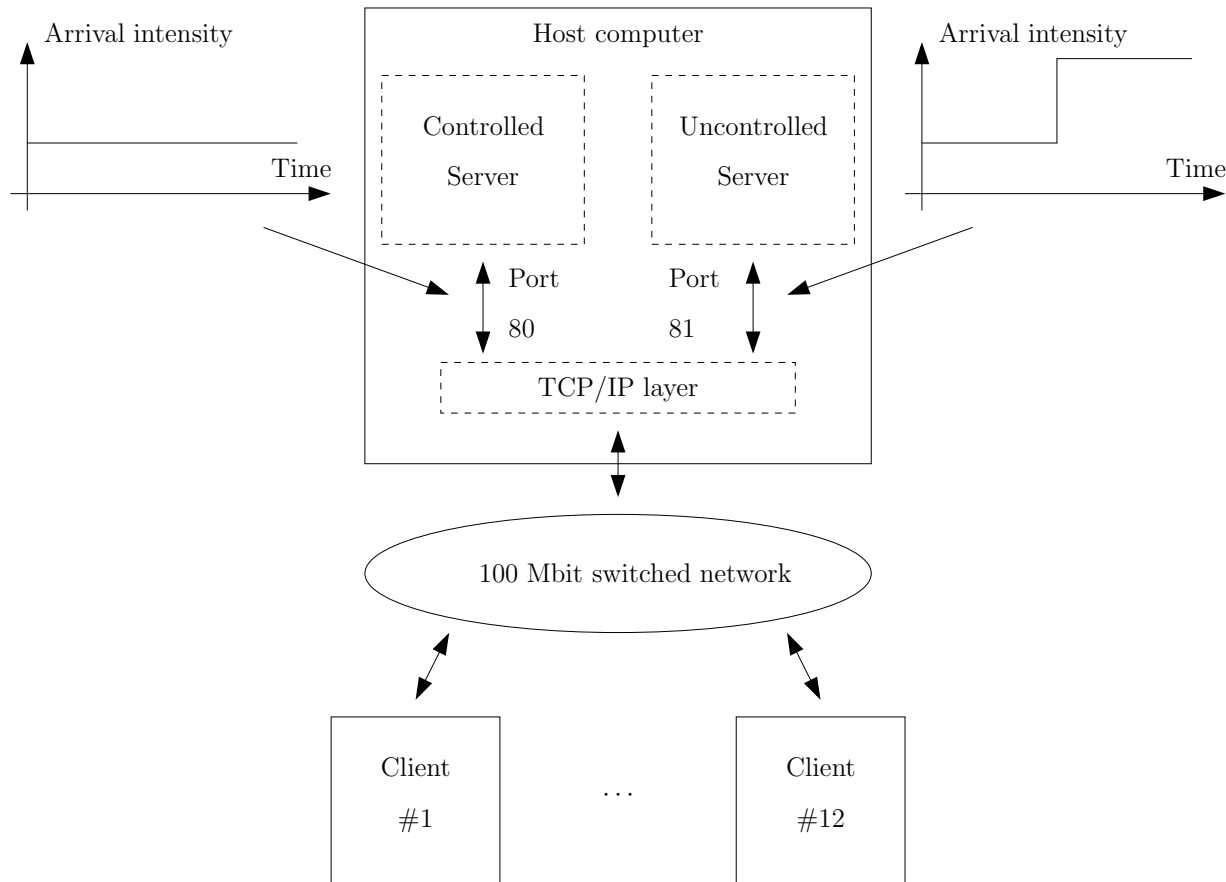 Arrival intensity
Time
Host computer
Controlled
Server
Uncontrolled
Server
Arrival intensity
Time
Port
80
Port
81
TCP/IP layer
100 Mbit switched network
Client
#1
...
Client
#12